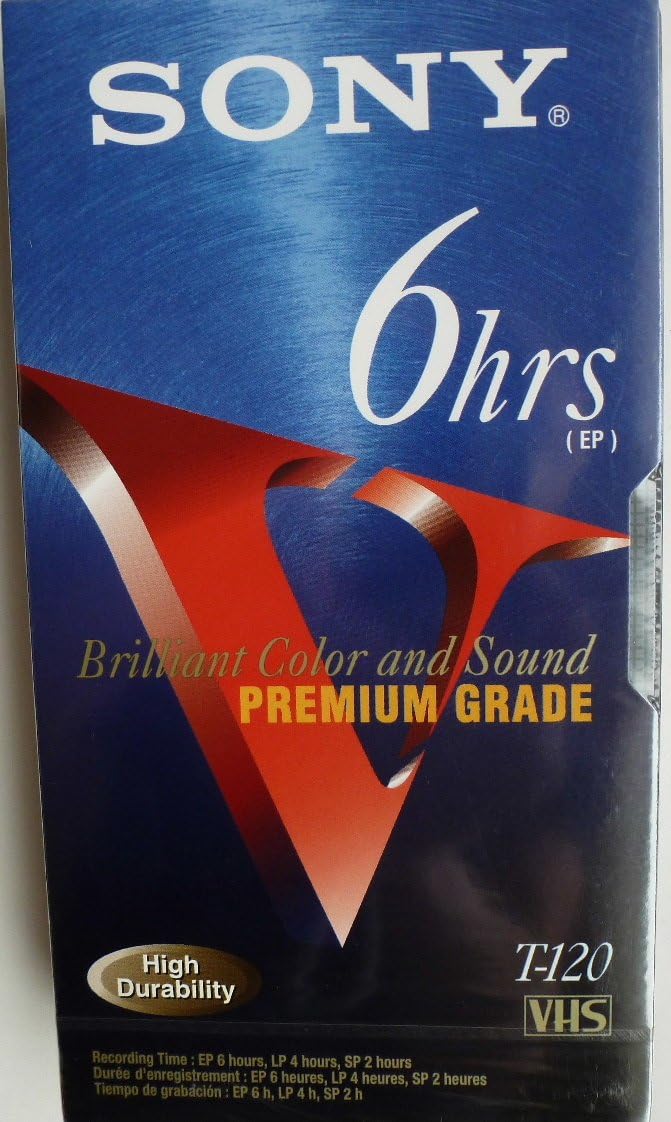 SONY®
6hrs
( EP )
V
Brilliant Color and Sound
PREMIUM GRADE
High
Durability
T-120
VHS
Recording Time : EP 6 hours, LP 4 hours, SP 2 hours
Durée d'enregistrement : EP 6 heures, LP 4 heures, SP 2 heures
Tiempo de grabación : EP 6 h, LP 4 h, SP 2 h